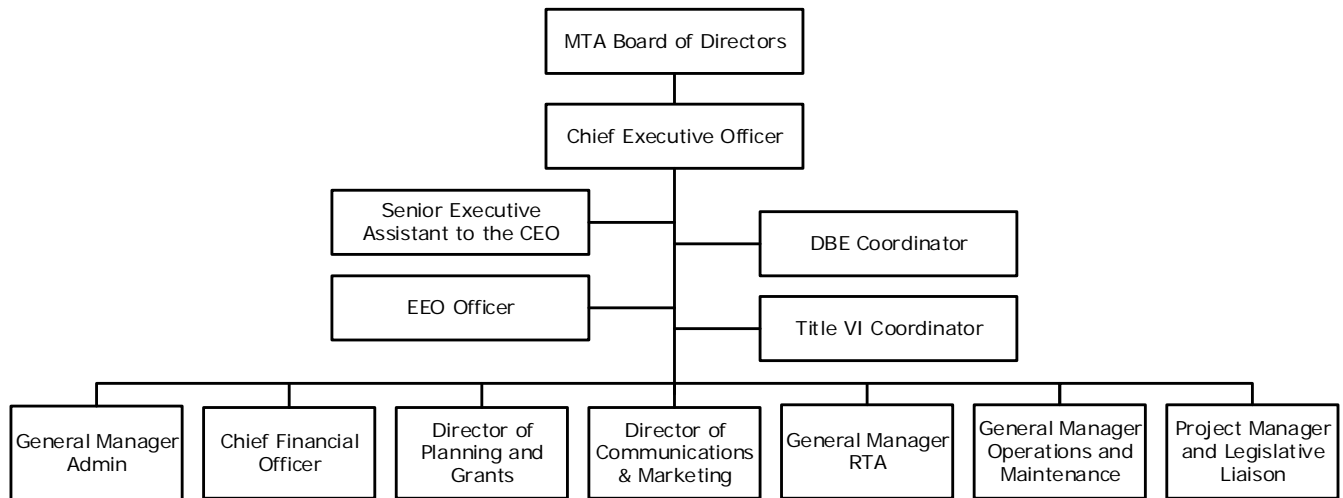 MTA Board of Directors
Chief Executive Officer
Senior Executive
Assistant to the CEO
DBE Coordinator
EEO Officer
Title VI Coordinator
General Manager
Admin
Chief Financial
Officer
Director of
Planning and
Grants
Director of
Communications
& Marketing
General Manager
RTA
General Manager
Operations and
Maintenance
Project Manager
and Legislative
Liaison